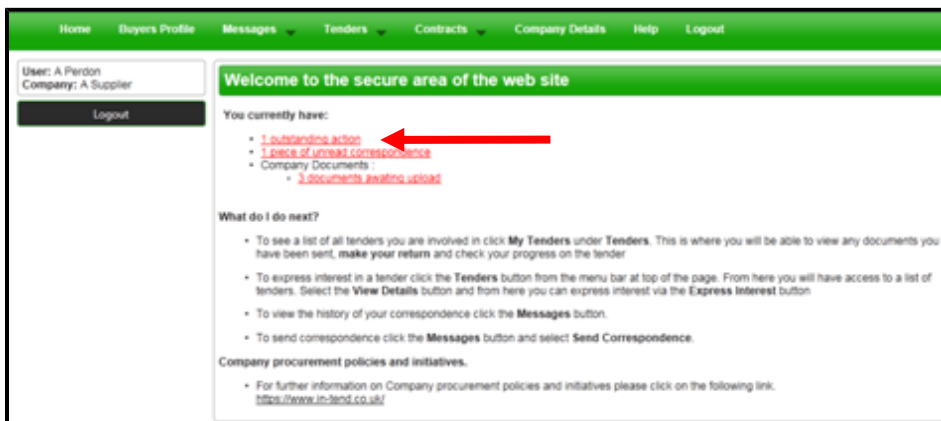 Home Buyers Profile Messages Tenders Contracts Company Details Help Logout
User: A Perdon
Company: A Supplier
Logout
Welcome to the secure area of the web site
You currently have:
• 1 outstanding action
• 1 piece of unread correspondence
• Company Documents :
• 3 documents awating upload
What do I do next?
• To see a list of all tenders you are involved in click My Tenders under Tenders. This is where you will be able to view any documents you
have been sent, make your return and check your progress on the tender
• To express interest in a tender click the Tenders button from the menu bar at top of the page. From here you will have access to a list of
tenders. Select the View Details button and from here you can express interest via the Express Interest button
• To view the history of your correspondence click the Messages button.
• To send correspondence click the Messages button and select Send Correspondence.
Company procurement policies and initiatives.
• For further information on Company procurement policies and initiatives please click on the following link.
https://www.in-tend.co.uk/